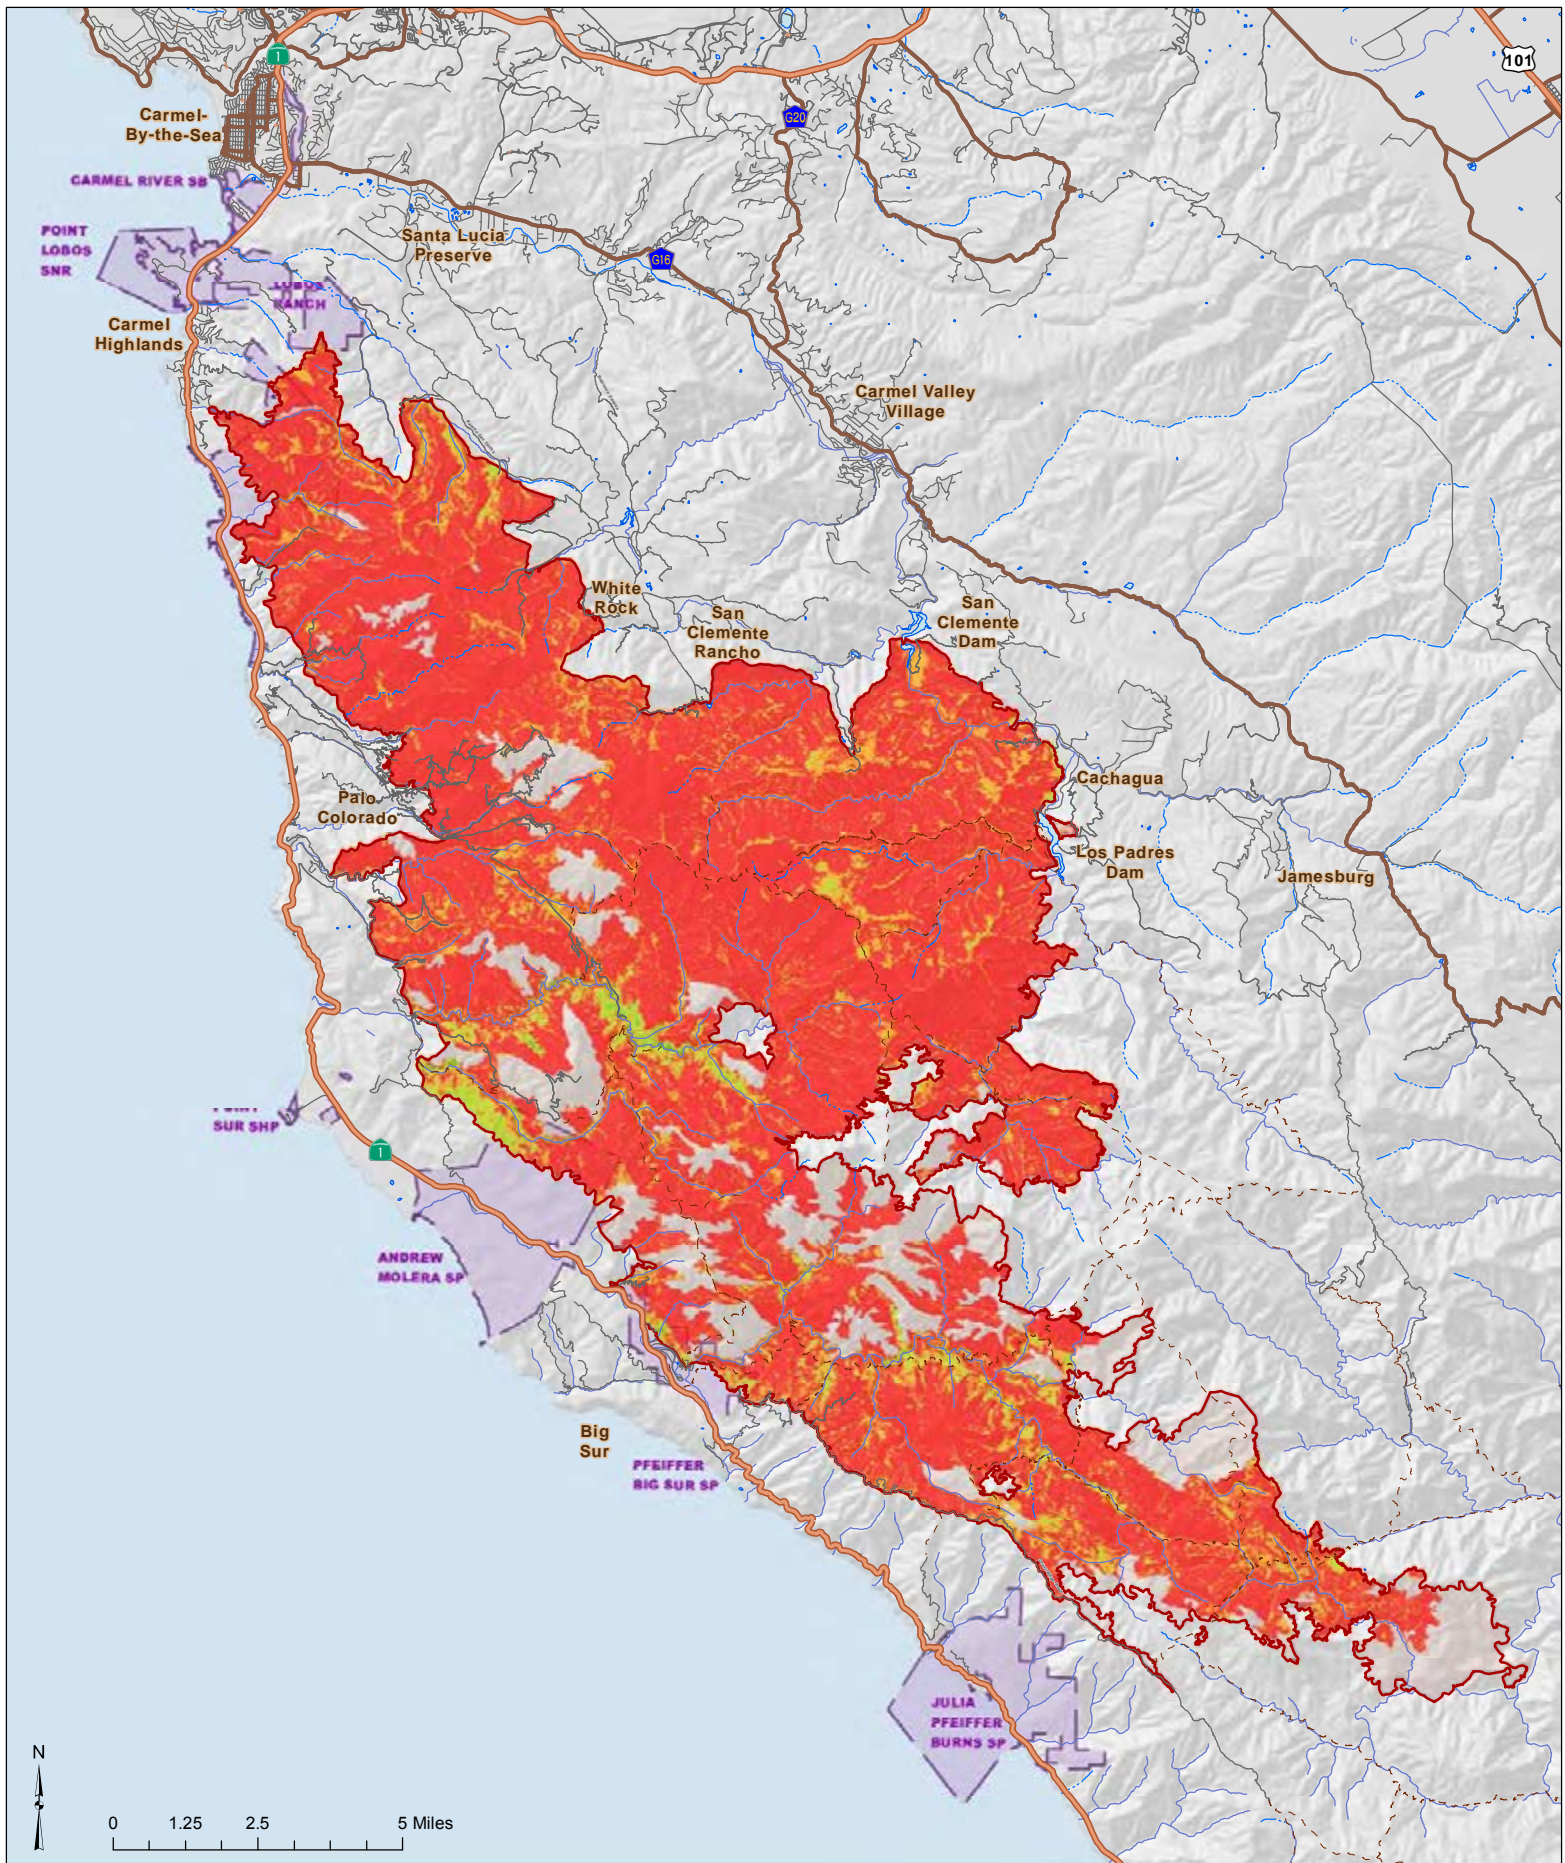 1
101
G20
Carmel-
By-the-Sea
CARMEL RIVER SB
POINT
LOBOS
SNR
Santa Lucia
Preserve
G16
LOBOS
RANCH
Carmel
Highlands
Carmel Valley
Village
White
Rock
San
Clemente
Rancho
San
Clemente
Dam
Cachagua
Palo
Colorado
Los Padres
Dam
Jamesburg
SUR SHP
1
ANDREW
MOLERA SP
Big
Sur
PFEIFFER
BIG SUR SP
JULIA
PFEIFFER
BURNS SP
N
0 1.25 2.5 5 Miles